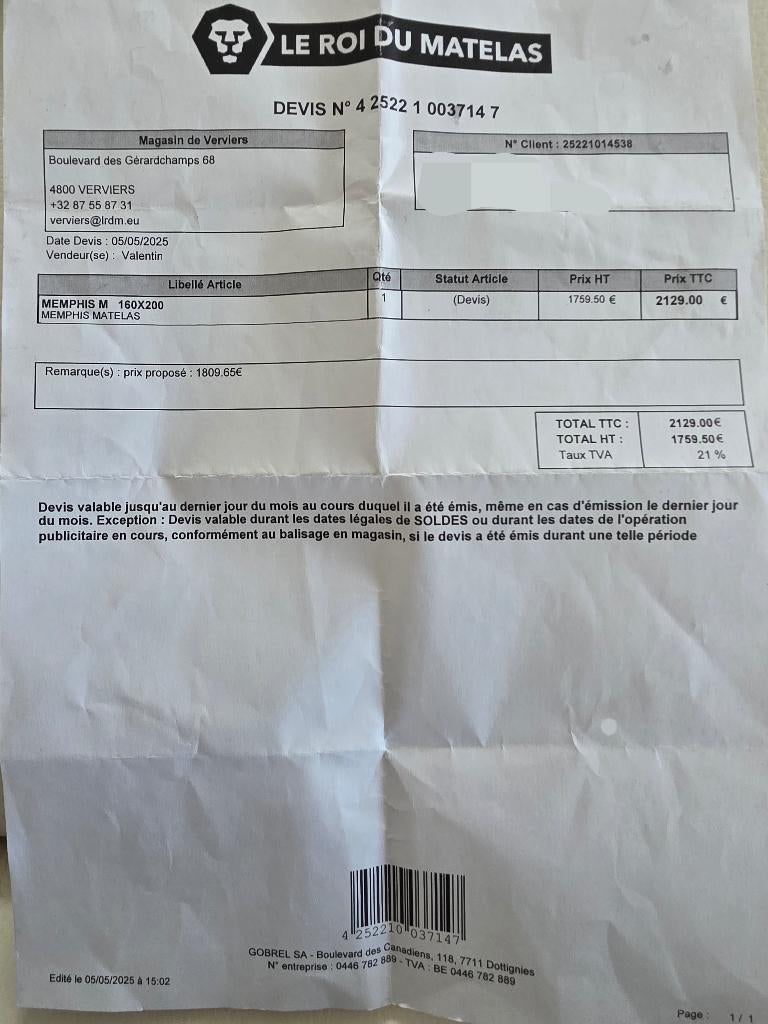 LE ROI DU MATELAS
DEVIS N° 4 2522 1 003714 7
Magasin de Verviers
Boulevard des Gérardchamps 68
4800 VERVIERS
+32 87 55 87 31
verviers@lrdm.eu
N° Client : 25221014538
Date Devis : 05/05/2025
Vendeur(se) : Valentin
Libellé Article Qté Statut Article Prix HT Prix TTC
MEMPHIS M 160X200 1 (Devis) 1759.50 € 2129.00 €
MEMPHIS MATELAS
Remarque(s) : prix proposé : 1809.65€
TOTAL TTC : 2129.00€
TOTAL HT : 1759.50€
Taux TVA 21 %
Devis valable jusqu'au dernier jour du mois au cours duquel il a été émis, même en cas d'émission le dernier jour
du mois. Exception : Devis valable durant les dates légales de SOLDES ou durant les dates de l'opération
publicitaire en cours, conformément au balisage en magasin, si le devis a été émis durant une telle période
4 252210 037147
GOBREL SA - Boulevard des Canadiens, 118, 7711 Dottignies
N° entreprise : 0446 782 889 - TVA : BE 0446 782 889
Edité le 05/05/2025 à 15:02
Page : 1 / 1